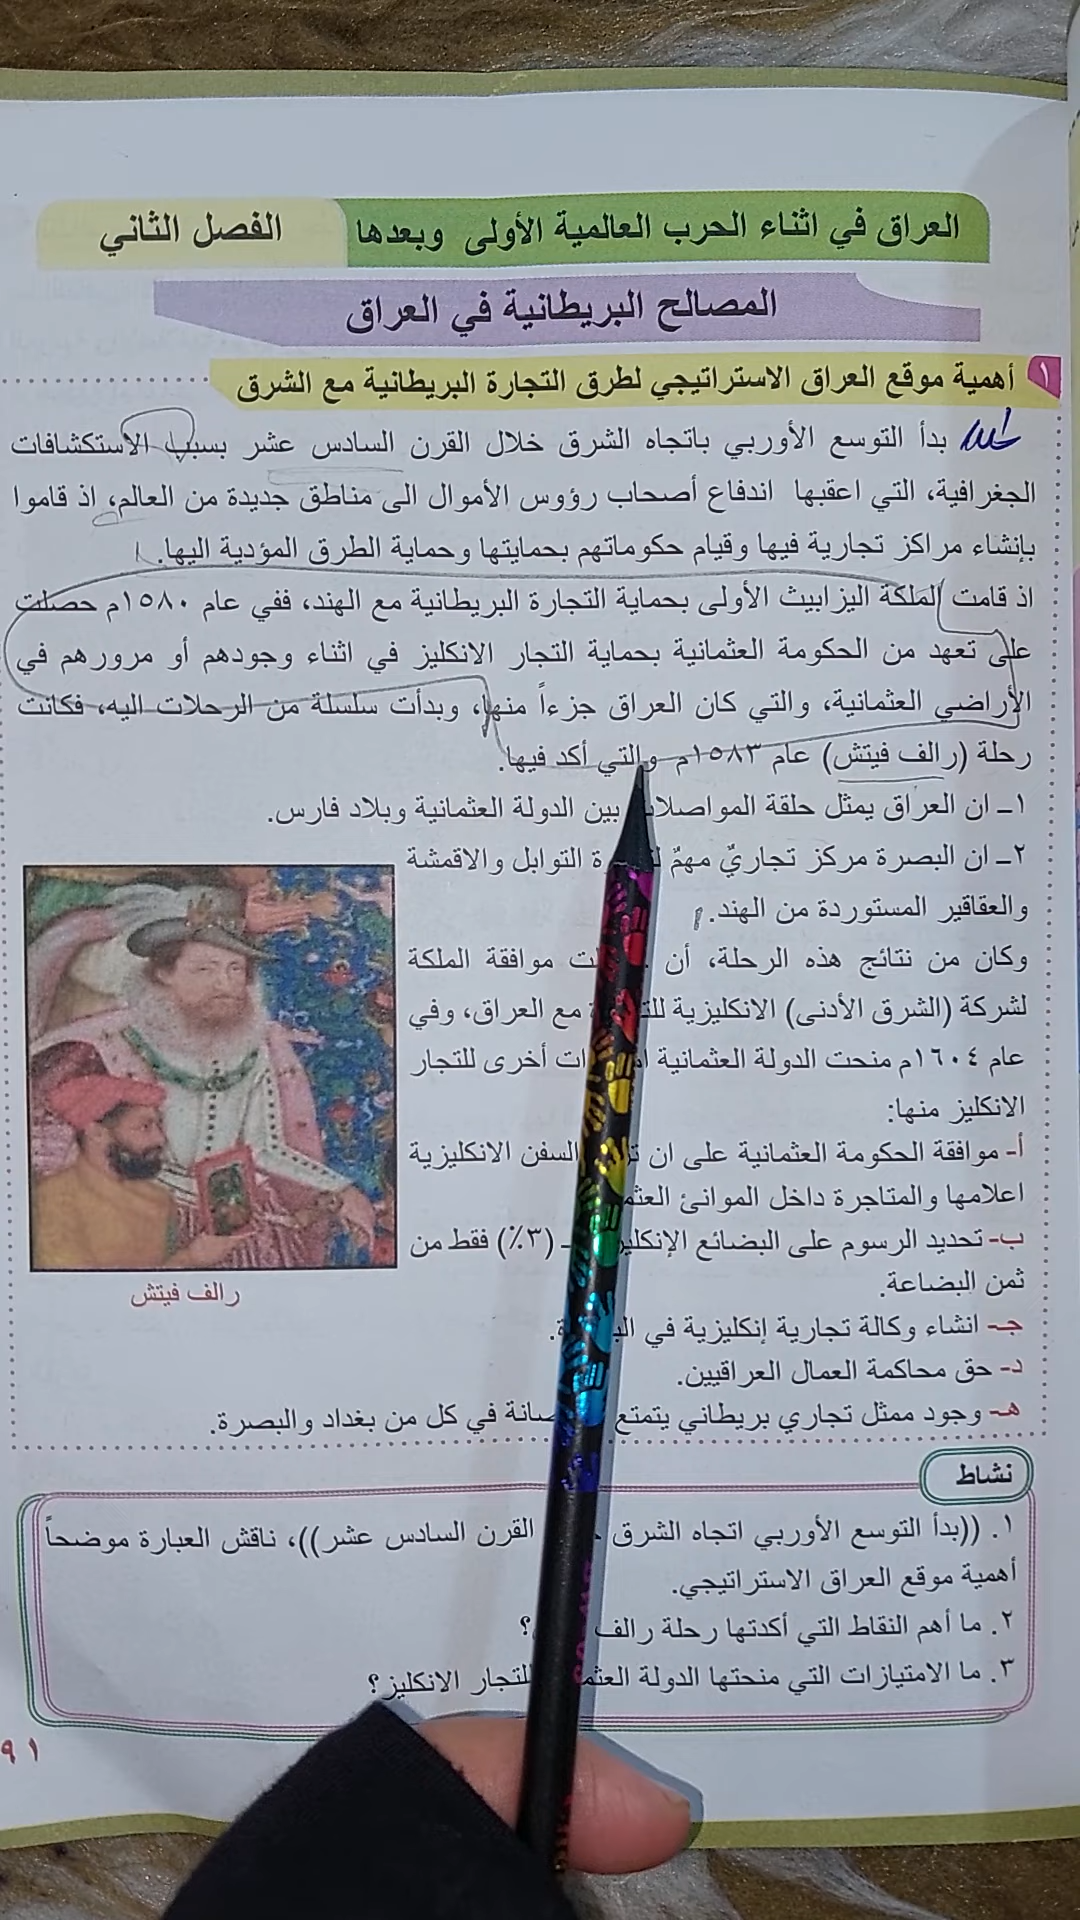 العراق في اثناء الحرب العالمية الأولى وبعدها
الفصل الثاني
المصالح البريطانية في العراق
١ أهمية موقع العراق الاستراتيجي لطرق التجارة البريطانية مع الشرق
بدأ التوسع الأوربي باتجاه الشرق خلال القرن السادس عشر بسبب الاستكشافات
الجغرافية، التي اعقبها اندفاع أصحاب رؤوس الأموال الى مناطق جديدة من العالم، اذ قاموا
بإنشاء مراكز تجارية فيها وقيام حكوماتهم بحمايتها وحماية الطرق المؤدية اليها.
اذ قامت الملكة اليزابيث الأولى بحماية التجارة البريطانية مع الهند، ففي عام ١٥٨٠م حصلت
على تعهد من الحكومة العثمانية بحماية التجار الانكليز في اثناء وجودهم أو مرورهم في
الأراضي العثمانية، والتي كان العراق جزءاً منها، وبدأت سلسلة من الرحلات اليه، فكانت
رحلة (رالف فيتش) عام ١٥٨٣م والتي أكد فيها.
١ـ ان العراق يمثل حلقة المواصلات بين الدولة العثمانية وبلاد فارس.
٢ـ ان البصرة مركز تجاريٌ مهمٌ التوابل والاقمشة
والعقاقير المستوردة من الهند.
وكان من نتائج هذه الرحلة، أن موافقة الملكة
لشركة (الشرق الأدنى) الانكليزية مع العراق، وفي
عام ١٦٠٤م منحت الدولة العثمانية أخرى للتجار
الانكليز منها:
أ- موافقة الحكومة العثمانية على ان السفن الانكليزية
اعلامها والمتاجرة داخل الموانئ
ب- تحديد الرسوم على البضائع (٣٪) فقط من
ثمن البضاعة.
جـ- انشاء وكالة تجارية إنكليزية في
د- حق محاكمة العمال العراقيين.
هـ- وجود ممثل تجاري بريطاني يتمتع في كل من بغداد والبصرة.
رالف فيتش
نشاط
١. ((بدأ التوسع الأوربي اتجاه الشرق القرن السادس عشر))، ناقش العبارة موضحاً
أهمية موقع العراق الاستراتيجي.
٢. ما أهم النقاط التي أكدتها رحلة رالف ؟
٣. ما الامتيازات التي منحتها الدولة للتجار الانكليز؟
٩١